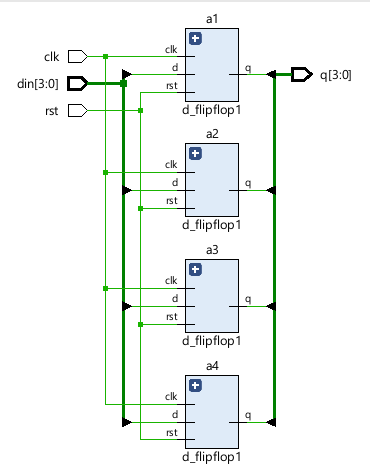 a1
clk
clk
d
q
din[3:0]
q[3:0]
rst
rst
d_flipflop1
a2
clk
d
q
rst
d_flipflop1
a3
clk
d
q
rst
d_flipflop1
a4
clk
d
q
rst
d_flipflop1